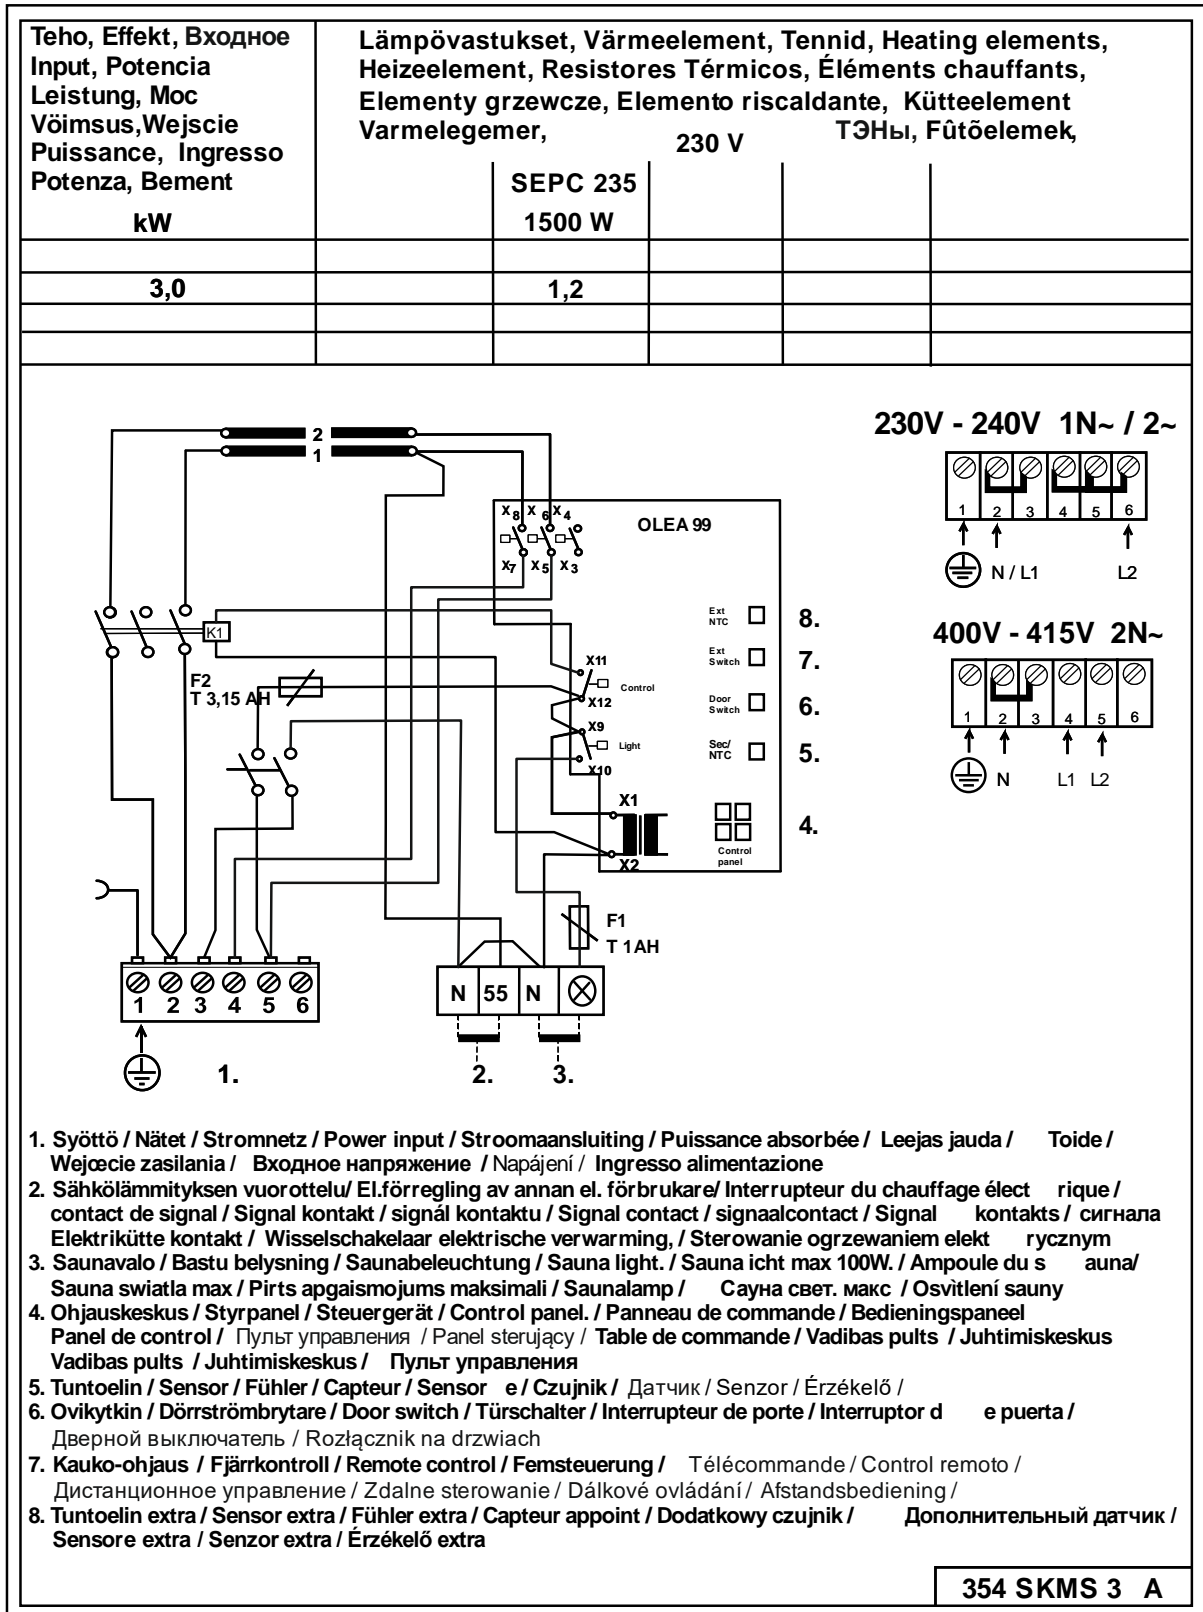 Teho, Effekt, Входное
Input, Potencia
Leistung, Moc
Vöimsus,Wejscie
Puissance, Ingresso
Potenza, Bement
kW
Lämpövastukset, Värmeelement, Tennid, Heating elements,
Heizeelement, Resistores Térmicos, Éléments chauffants,
Elementy grzewcze, Elemento riscaldante, Kütteelement
Varmelegemer, 230 V ТЭНы, Fûtõelemek,
SEPC 235
1500 W
3,0 1,2
230V - 240V 1N~ / 2~
1 2 3 4 5 6
N / L1 L2
400V - 415V 2N~
1 2 3 4 5 6
N L1 L2
2
1
X8 X6 X4
OLEA 99
X7 X5 X3
Ext
NTC
8.
K1
Ext
Switch
7.
X11
Control
X12
F2
T 3,15 AH
Door
Switch
6.
X9
Light
X10
Sec/
NTC
5.
X1
X2
4.
Control
panel
F1
T 1AH
1 2 3 4 5 6
N 55 N
1.
2.
3.
1. Syöttö / Nätet / Stromnetz / Power input / Stroomaansluiting / Puissance absorbée / Leejas jauda / Toide /
Wejœcie zasilania / Входное напряжение / Napájení / Ingresso alimentazione
2. Sähkölämmityksen vuorottelu/ El.förregling av annan el. förbrukare/ Interrupteur du chauffage élect rique /
contact de signal / Signal kontakt / signál kontaktu / Signal contact / signaalcontact / Signal kontakts / сигнала
Elektrikütte kontakt / Wisselschakelaar elektrische verwarming, / Sterowanie ogrzewaniem elekt rycznym
3. Saunavalo / Bastu belysning / Saunabeleuchtung / Sauna light. / Sauna icht max 100W. / Ampoule du s auna/
Sauna swiatla max / Pirts apgaismojums maksimali / Saunalamp / Сауна свет. макс / Osvìtlení sauny
4. Ohjauskeskus / Styrpanel / Steuergerät / Control panel. / Panneau de commande / Bedieningspaneel
Panel de control / Пульт управления / Panel sterujący / Table de commande / Vadibas pults / Juhtimiskeskus
Vadibas pults / Juhtimiskeskus / Пульт управления
5. Tuntoelin / Sensor / Fühler / Capteur / Sensor e / Czujnik / Датчик / Senzor / Érzékelő /
6. Ovikytkin / Dörrströmbrytare / Door switch / Türschalter / Interrupteur de porte / Interruptor d e puerta /
Дверной выключатель / Rozłącznik na drzwiach
7. Kauko-ohjaus / Fjärrkontroll / Remote control / Femsteuerung / Télécommande / Control remoto /
Дистанционное управление / Zdalne sterowanie / Dálkové ovládání / Afstandsbediening /
8. Tuntoelin extra / Sensor extra / Fühler extra / Capteur appoint / Dodatkowy czujnik / Дополнительный датчик /
Sensore extra / Senzor extra / Érzékelő extra
354 SKMS 3 A